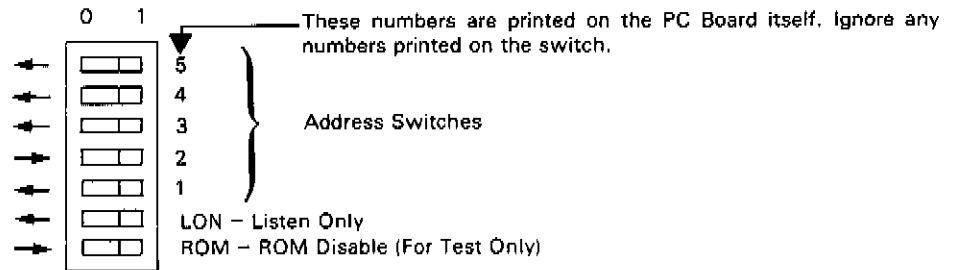 0 1
These numbers are printed on the PC Board itself. Ignore any
numbers printed on the switch.
5
4
3
Address Switches
2
1
LON – Listen Only
ROM – ROM Disable (For Test Only)